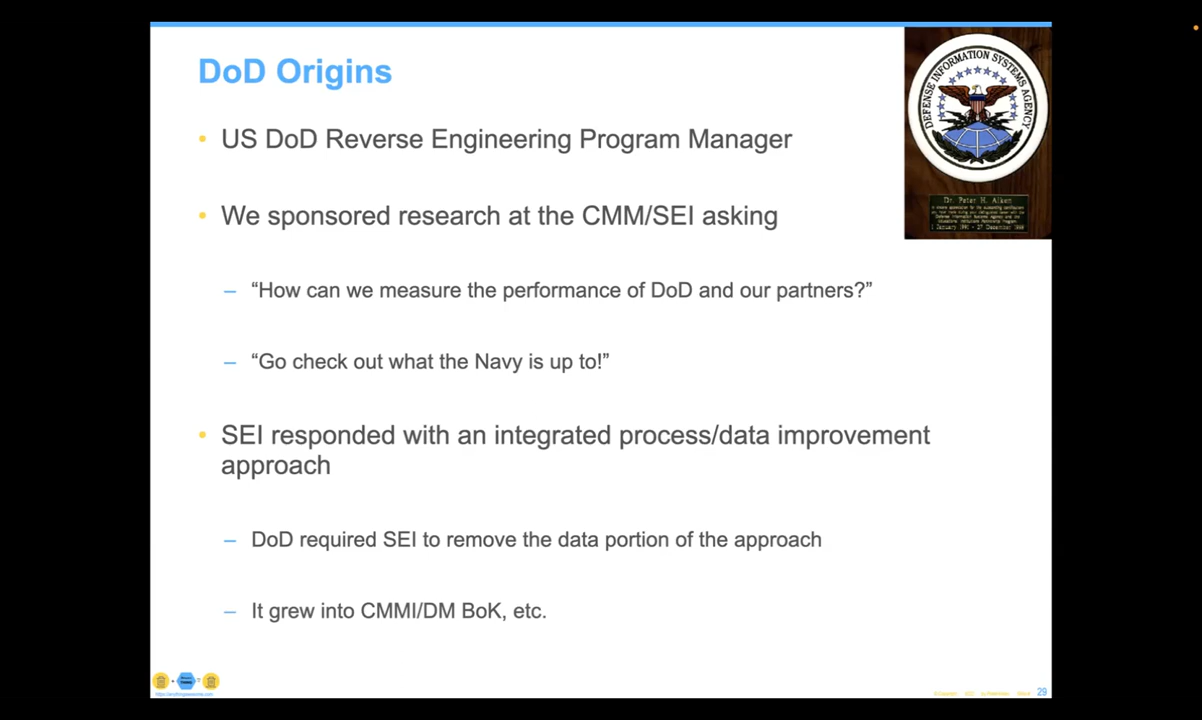 DoD Origins
DEFENSE INFORMATION SYSTEMS AGENCY
Dr. Peter H. Aiken
• US DoD Reverse Engineering Program Manager
• We sponsored research at the CMM/SEI asking
– “How can we measure the performance of DoD and our partners?”
– “Go check out what the Navy is up to!”
• SEI responded with an integrated process/data improvement
approach
– DoD required SEI to remove the data portion of the approach
– It grew into CMMI/DM BoK, etc.
29